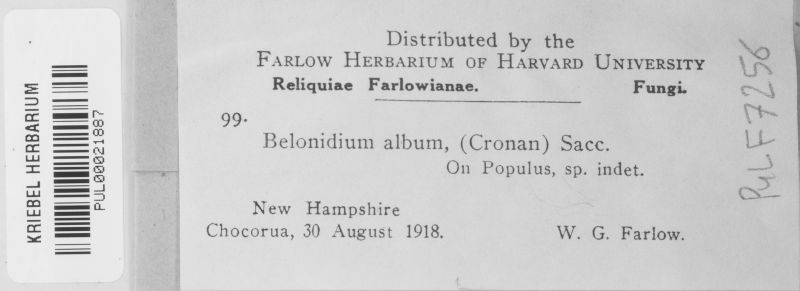 KRIEBEL HERBARIUM
PUL00021887
Distributed by the
FARLOW HERBARIUM OF HARVARD UNIVERSITY
Reliquiae Farlowianae. Fungi.
99.
Belonidium album, (Cronan) Sacc.
On Populus, sp. indet.
New Hampshire
Chocorua, 30 August 1918. W. G. Farlow.
PUL F7256